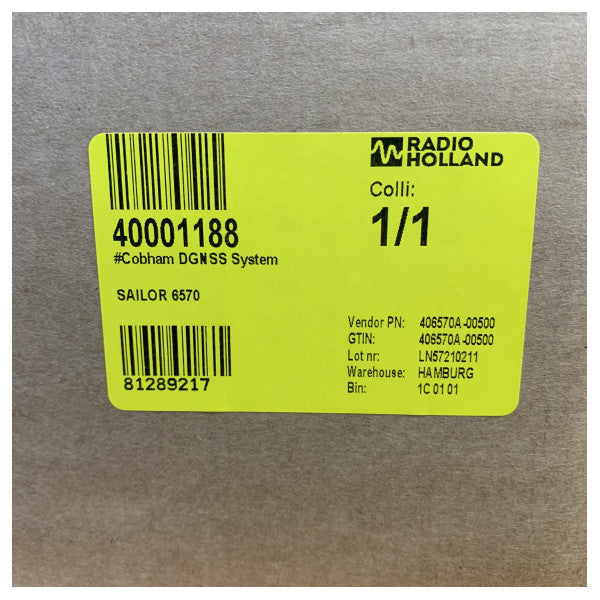 RADIO
HOLLAND
Colli:
1/1
40001188
#Cobham DGNSS System
SAILOR 6570
81289217
Vendor PN: 406570A-00500
GTIN: 406570A-00500
Lot nr: LN57210211
Warehouse: HAMBURG
Bin: 1C 01 01